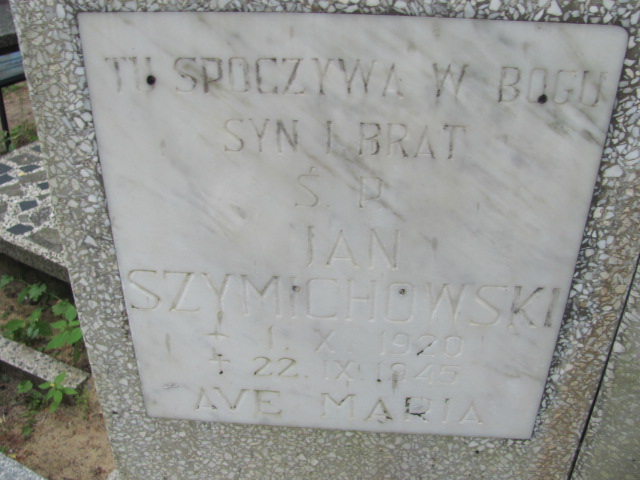 TU SPOCZYWA W BOGU
SYN I BRAT
Ś. P.
JAN
SZYMICHOWSKI
+ 1. X. 1920
+ 22. IX. 1945
AVE MARIA